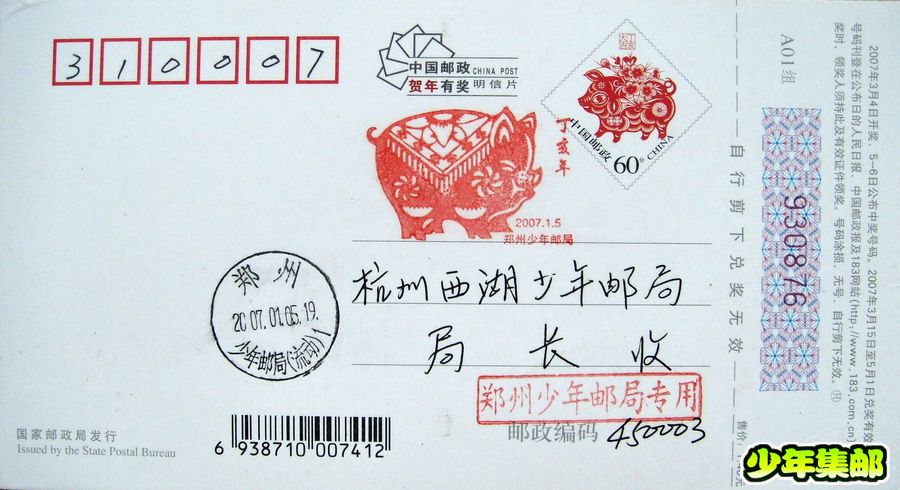 310007
中国邮政 CHINA POST
贺年有奖 明信片
丁亥年
中国邮政 CHINA
60分
2007.1.5
郑州少年邮局
郑州
2007.01.05.19
少年邮局(流动)1
杭州西湖少年邮局
局长收
郑州少年邮局专用
邮政编码 450003
国家邮政局发行
Issued by the State Postal Bureau
6 938710 007412
自行剪下兑奖无效
A01组
930876
2007年3月4日开奖，5-6日公布中奖号码。2007年3月15日至5月1日兑奖有效。
号码刊登在公布日的人民日报、中国邮政报及183网站(http://www.183.com.cn)
奖时，领奖人须持此及有效证件领奖。号码涂损、无号、自行剪下无效。
售价：1.40元
少年集邮